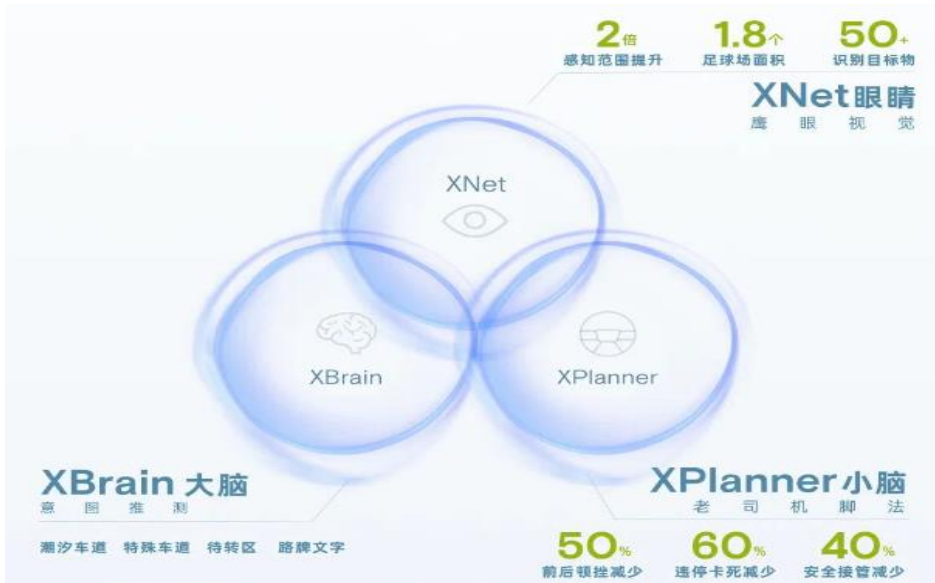 2倍 1.8个 50+
感知范围提升 足球场面积 识别目标物
XNet眼睛
鹰眼视觉
XNet
XBrain
XPlanner
XBrain 大脑
意图推测
潮汐车道 特殊车道 待转区 路牌文字
XPlanner小脑
老司机脚法
50% 60% 40%
前后顿挫减少 违停卡死减少 安全接管减少